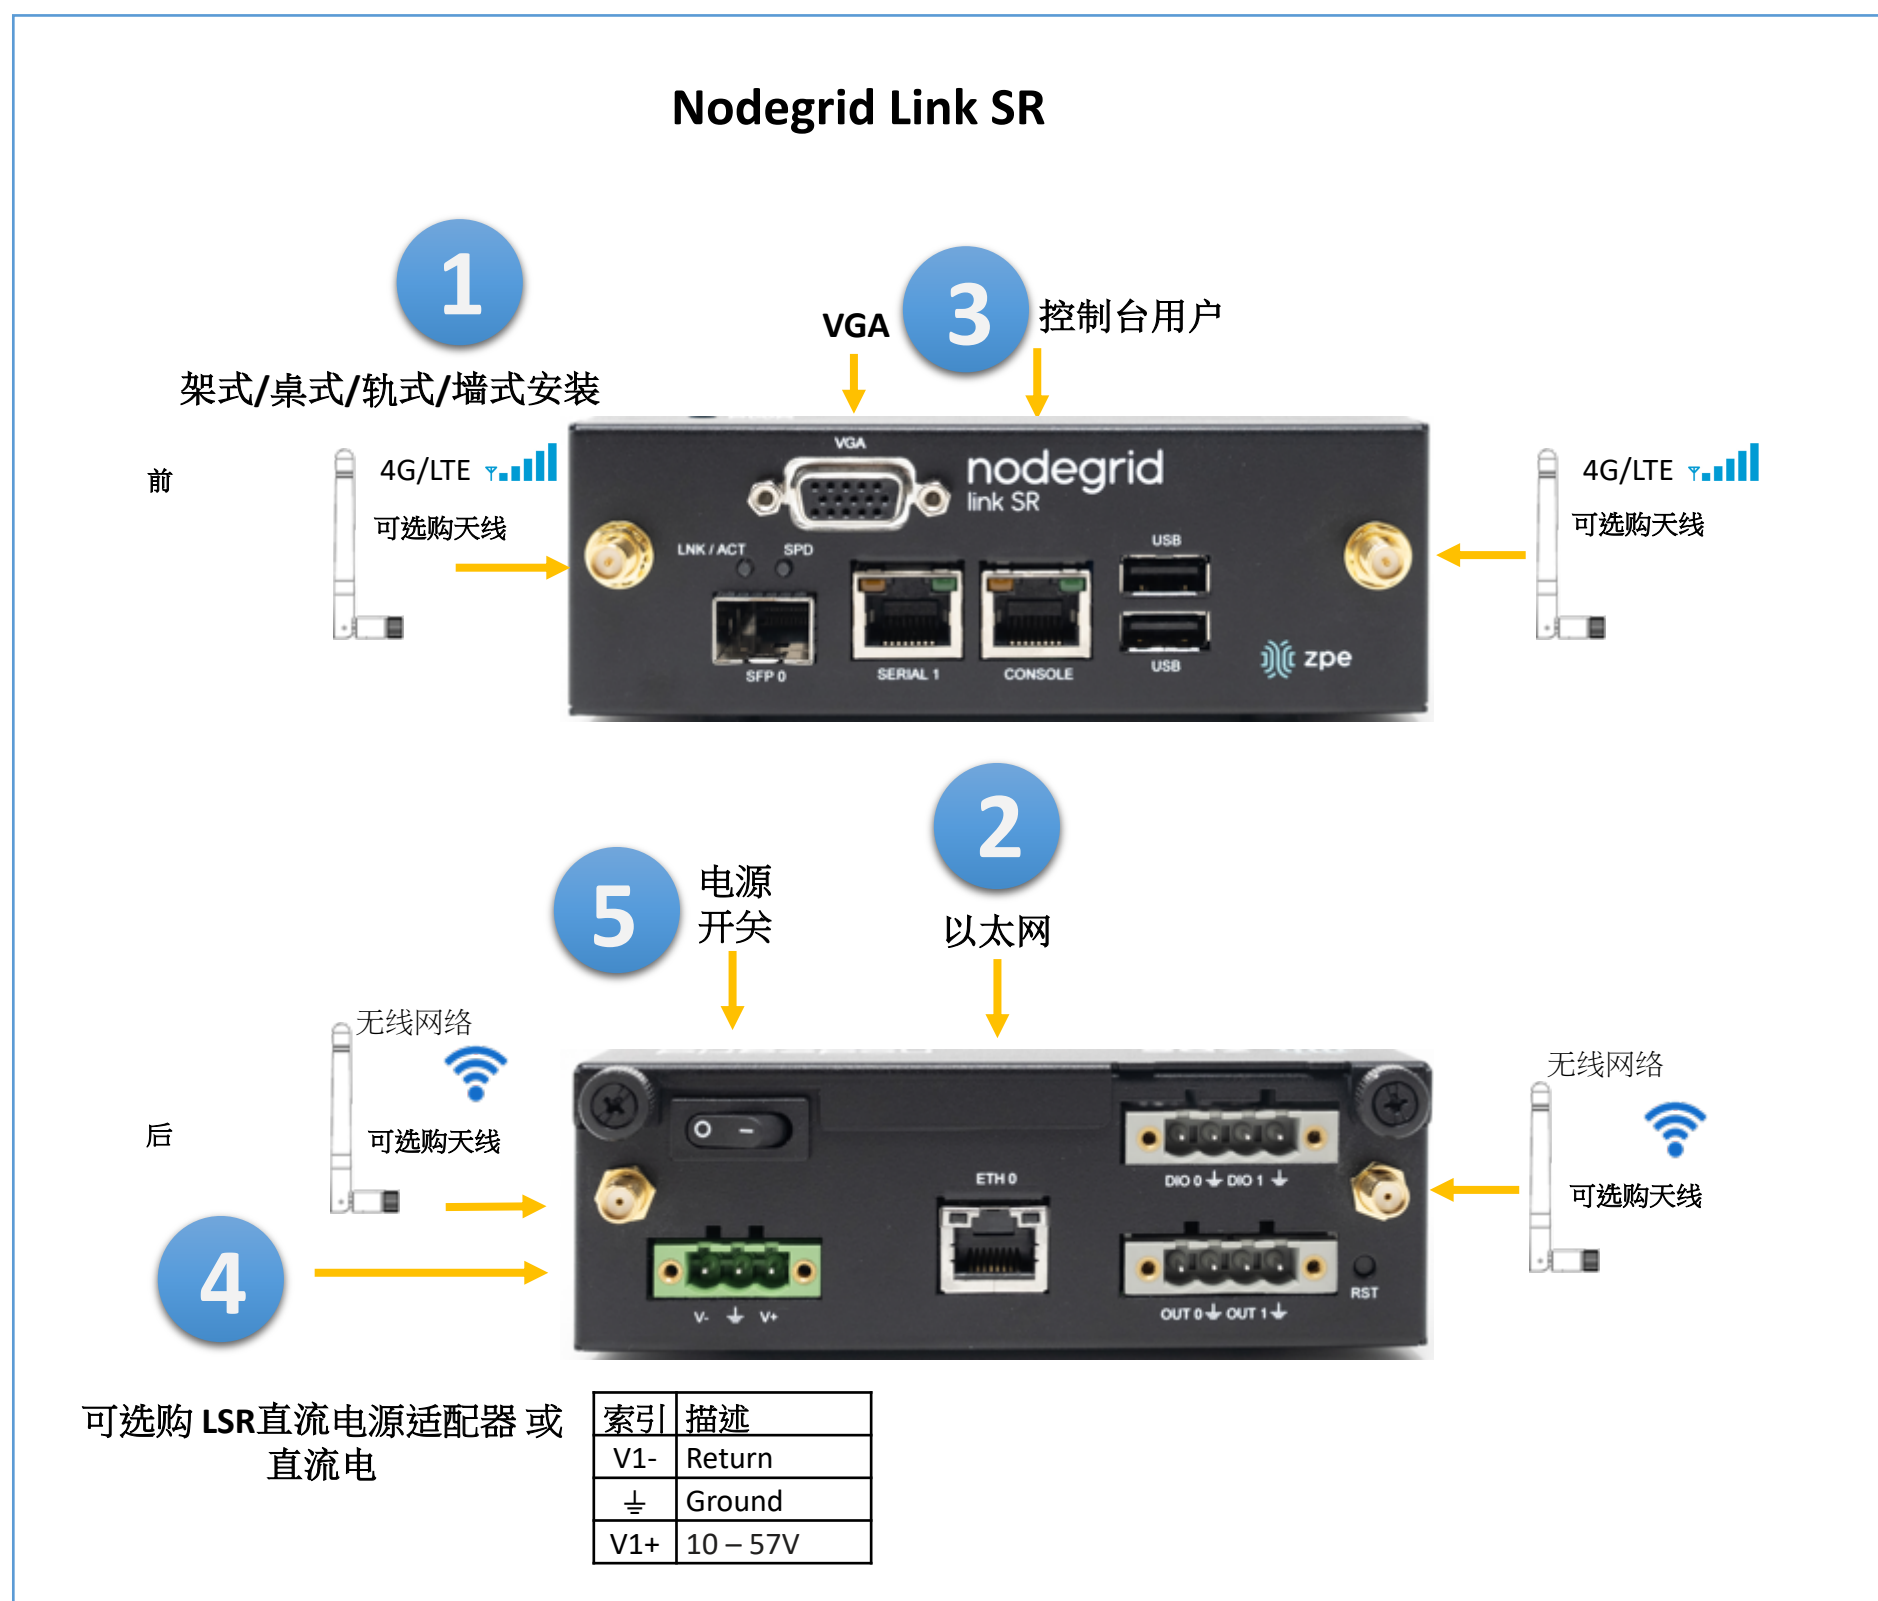 Nodegrid Link SR
1
3
VGA
控制台用户
架式/桌式/轨式/墙式安装
前
4G/LTE
可选购天线
4G/LTE
可选购天线
VGA
nodegrid
link SR
LNK / ACT
SPD
USB
SFP 0
SERIAL 1
CONSOLE
USB
zpe
2
5
电源
开关
以太网
无线网络
可选购天线
无线网络
可选购天线
后
4
ETH 0
DIO 0 ⏚ DIO 1 ⏚
V- ⏚ V+
OUT 0 ⏚ OUT 1 ⏚
RST
可选购 LSR直流电源适配器 或
直流电
索引 描述
V1- Return
⏚ Ground
V1+ 10 – 57V